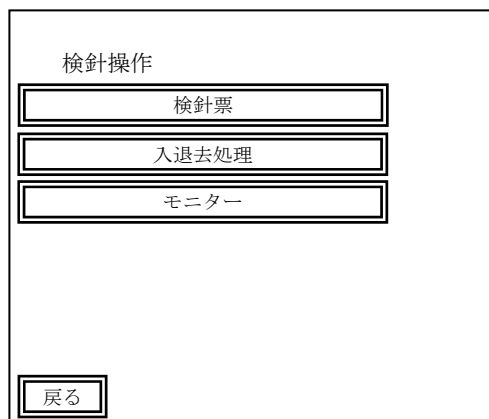 検針操作
検針票
入退去処理
モニター
戻る